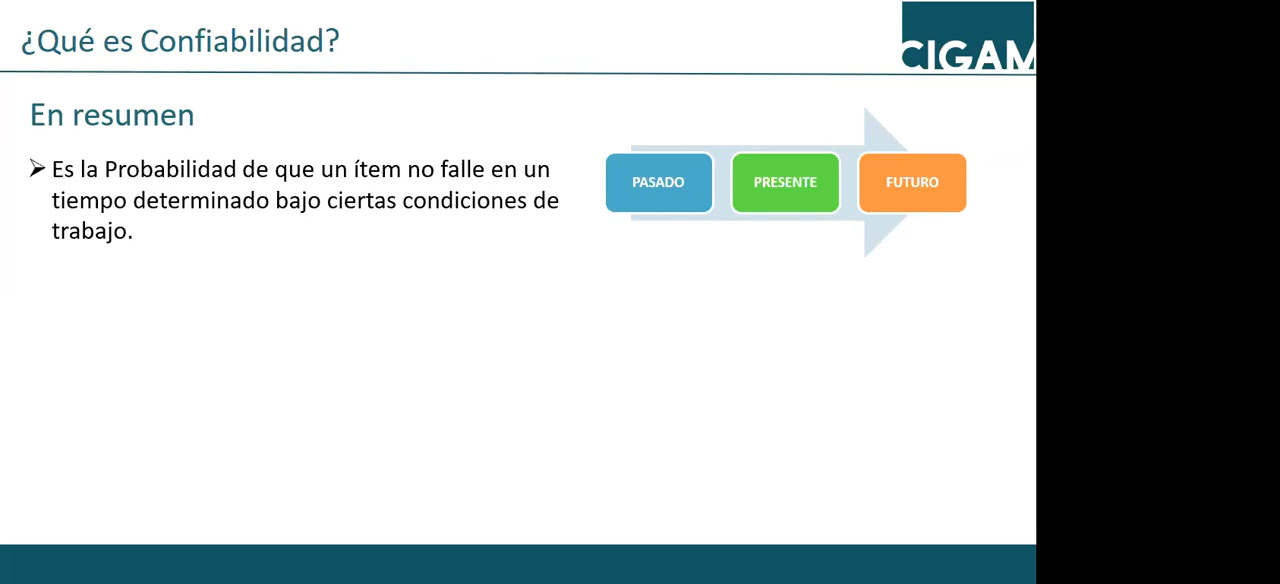 ¿Qué es Confiabilidad?
CIGAM
En resumen
Es la Probabilidad de que un ítem no falle en un
tiempo determinado bajo ciertas condiciones de
trabajo.
PASADO
PRESENTE
FUTURO